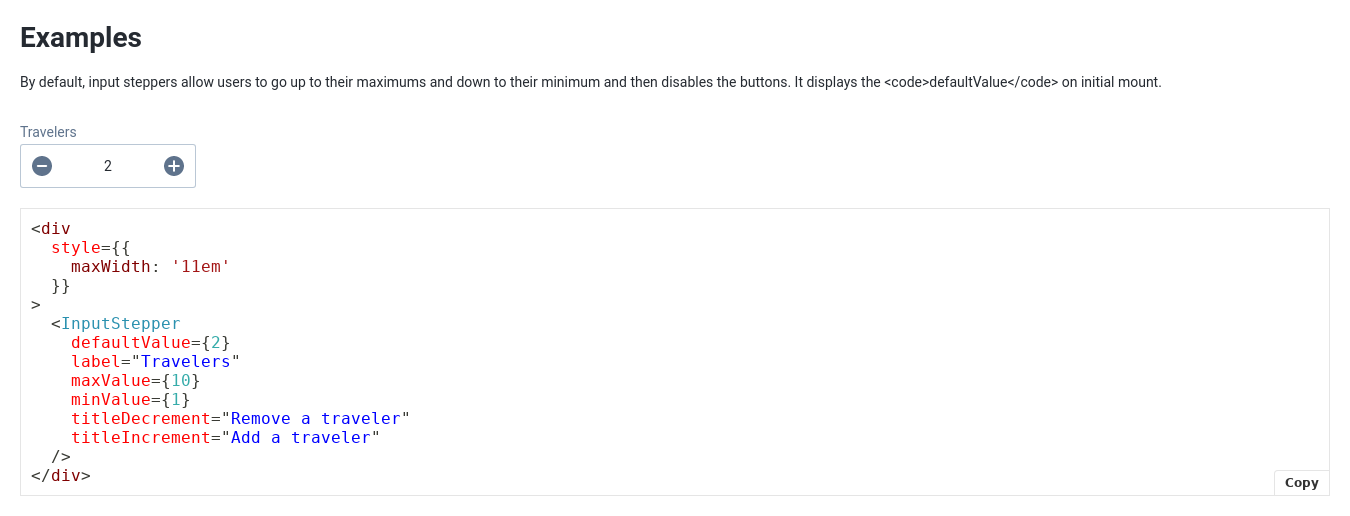 Examples
By default, input steppers allow users to go up to their maximums and down to their minimum and then disables the buttons. It displays the <code>defaultValue</code> on initial mount.
Travelers
2
<div
  style={{
    maxWidth: '11em'
  }}
>
  <InputStepper
    defaultValue={2}
    label="Travelers"
    maxValue={10}
    minValue={1}
    titleDecrement="Remove a traveler"
    titleIncrement="Add a traveler"
  />
</div>
Copy